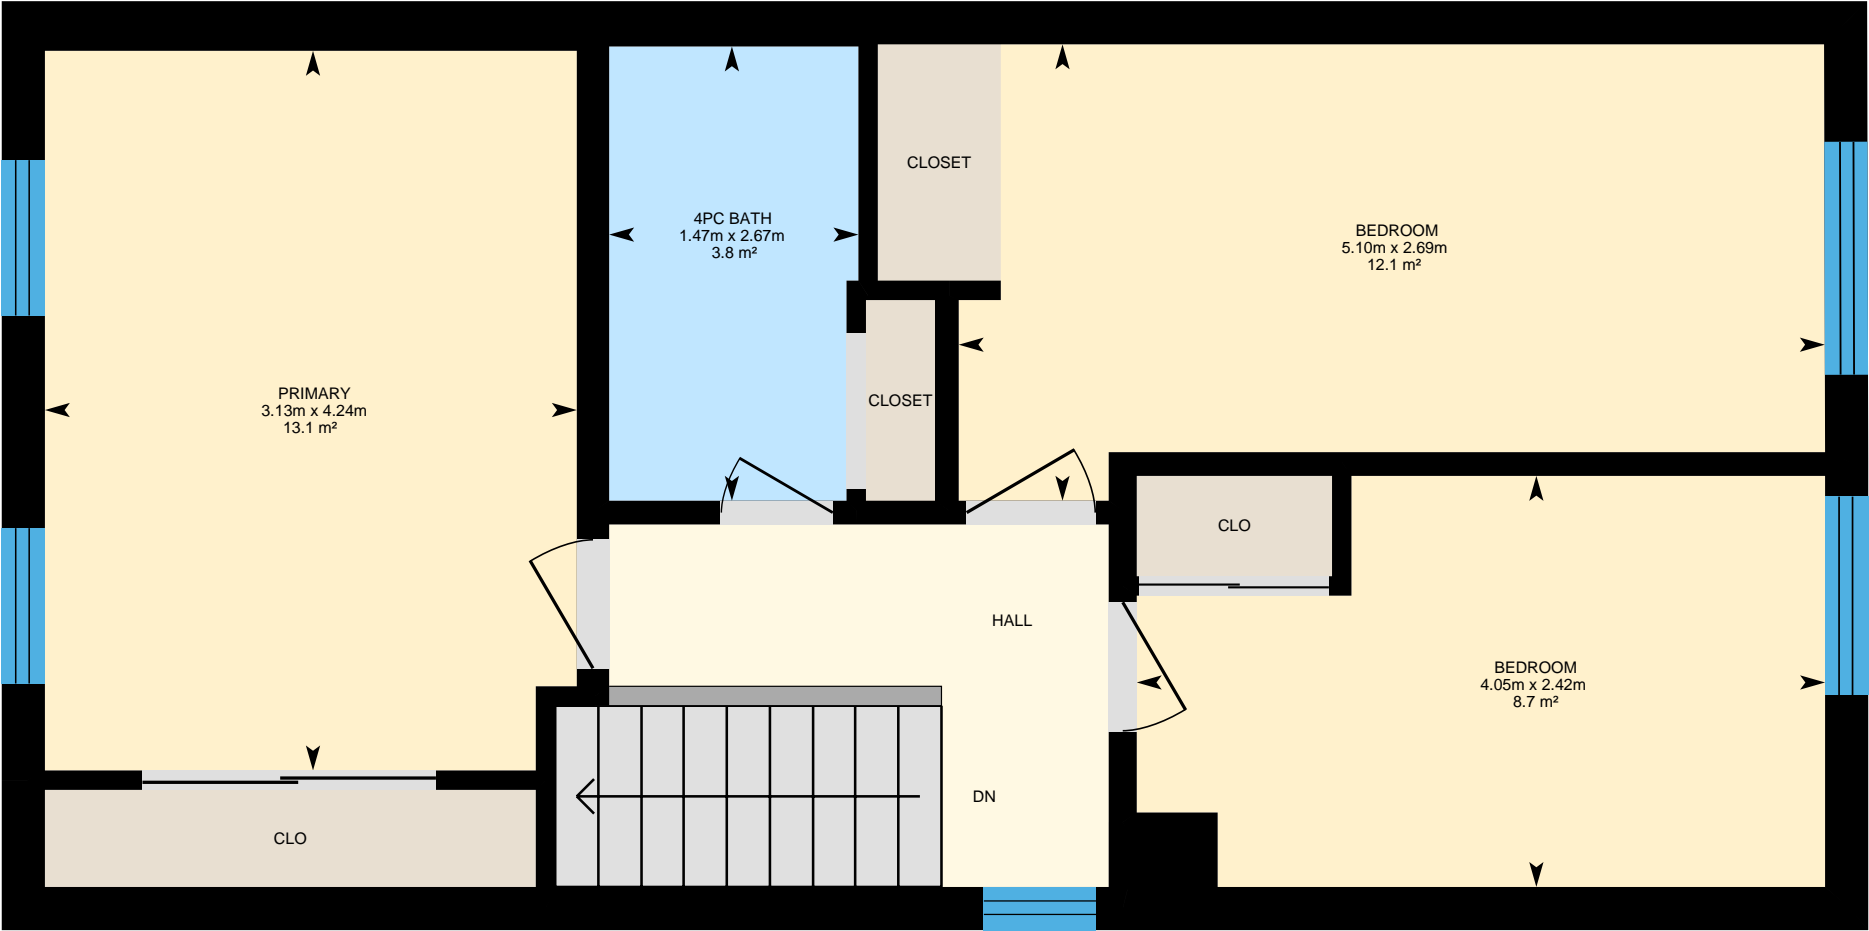 CLOSET
4PC BATH
1.47m x 2.67m
3.8 m²
BEDROOM
5.10m x 2.69m
12.1 m²
PRIMARY
3.13m x 4.24m
13.1 m²
CLOSET
CLO
HALL
BEDROOM
4.05m x 2.42m
8.7 m²
DN
CLO